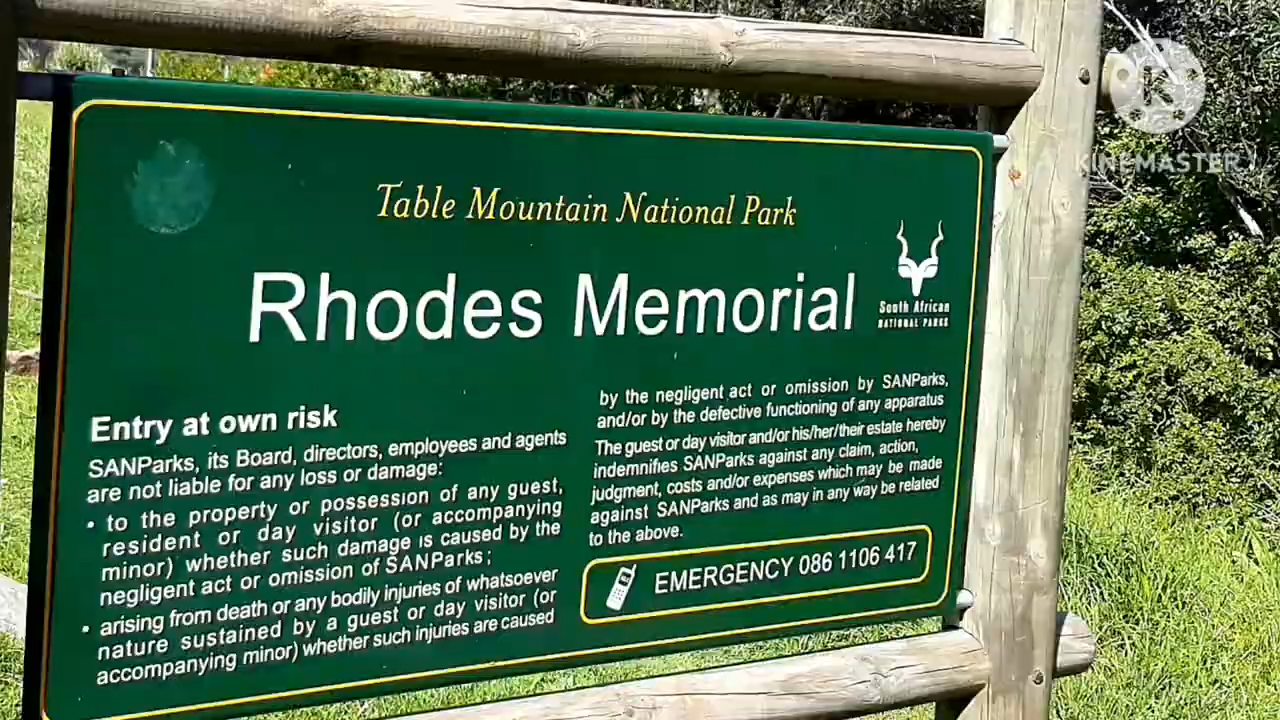 Table Mountain National Park
Rhodes Memorial
South African
NATIONAL PARKS
Entry at own risk
SANParks, its Board, directors, employees and agents
are not liable for any loss or damage:
• to the property or possession of any guest,
resident or day visitor (or accompanying
minor) whether such damage is caused by the
negligent act or omission of SANParks;
• arising from death or any bodily injuries of whatsoever
nature sustained by a guest or day visitor (or
accompanying minor) whether such injuries are caused
by the negligent act or omission by SANParks,
and/or by the defective functioning of any apparatus
The guest or day visitor and/or his/her/their estate hereby
indemnifies SANParks against any claim, action,
judgment, costs and/or expenses which may be made
against SANParks and as may in any way be related
to the above.
EMERGENCY 086 1106 417
K
KINEMASTER